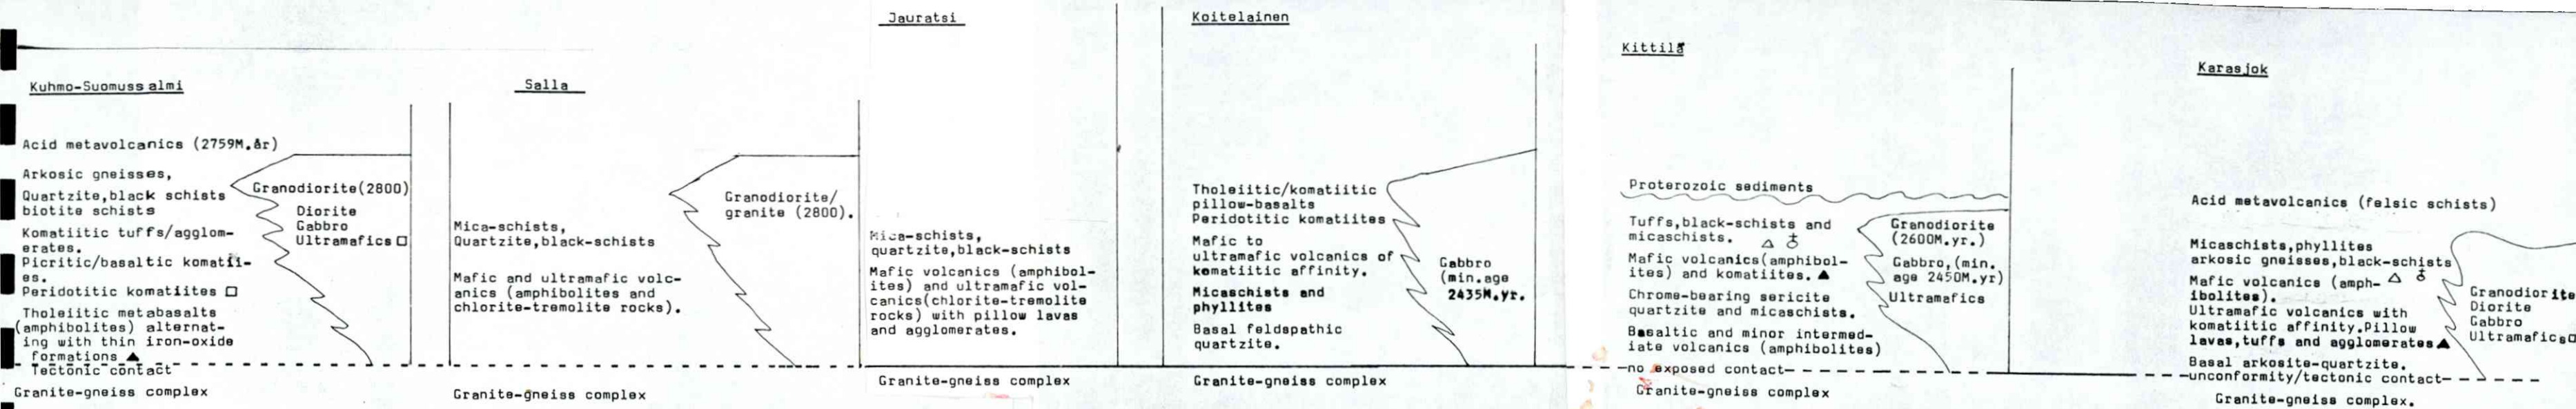 Kuhmo-Suomussalmi
Acid metavolcanics (2759M.år)
Arkosic gneisses,
Quartzite,black schists
biotite schists
Komatiitic tuffs/agglom-
erates.
Picritic/basaltic komatii-
es.
Peridotitic komatiites □
Tholeiitic metabasalts
(amphibolites) alternat-
ing with thin iron-oxide
formations ▲
Tectonic contact
Granite-gneiss complex
Granodiorite(2800)
Diorite
Gabbro
Ultramafics □
Salla
Mica-schists,
Quartzite,black-schists
Mafic and ultramafic volc-
anics (amphibolites and
chlorite-tremolite rocks).
Granite-gneiss complex
Granodiorite/
granite (2800).
Jauratsi
Mica-schists,
quartzite,black-schists
Mafic volcanics (amphibol-
ites) and ultramafic vol-
canics(chlorite-tremolite
rocks) with pillow lavas
and agglomerates.
Granite-gneiss complex
Koitelainen
Tholeiitic/komatiitic
pillow-basalts
Peridotitic komatiites
Mafic to
ultramafic volcanics of
komatiitic affinity.
Micaschists and
phyllites
Basal feldspathic
quartzite.
Granite-gneiss complex
Gabbro
(min.age
2435M.yr.
Kittilä
Proterozoic sediments
Tuffs,black-schists and
micaschists. △ ♁
Mafic volcanics(amphibol-
ites) and komatiites. ▲
Chrome-bearing sericite
quartzite and micaschists.
Basaltic and minor intermed-
iate volcanics (amphibolites)
no exposed contact
Granite-gneiss complex
Granodiorite
(2600M.yr.)
Gabbro,(min.
age 2450M.yr)
Ultramafics
Karasjok
Acid metavolcanics (felsic schists)
Micaschists,phyllites
arkosic gneisses,black-schists
Mafic volcanics (amph- △ ♁
ibolites).
Ultramafic volcanics with
komatiitic affinity.Pillow
lavas,tuffs and agglomerates▲
Basal arkosite-quartzite.
unconformity/tectonic contact
Granite-gneiss complex.
Granodiorite
Diorite
Gabbro
Ultramafics□